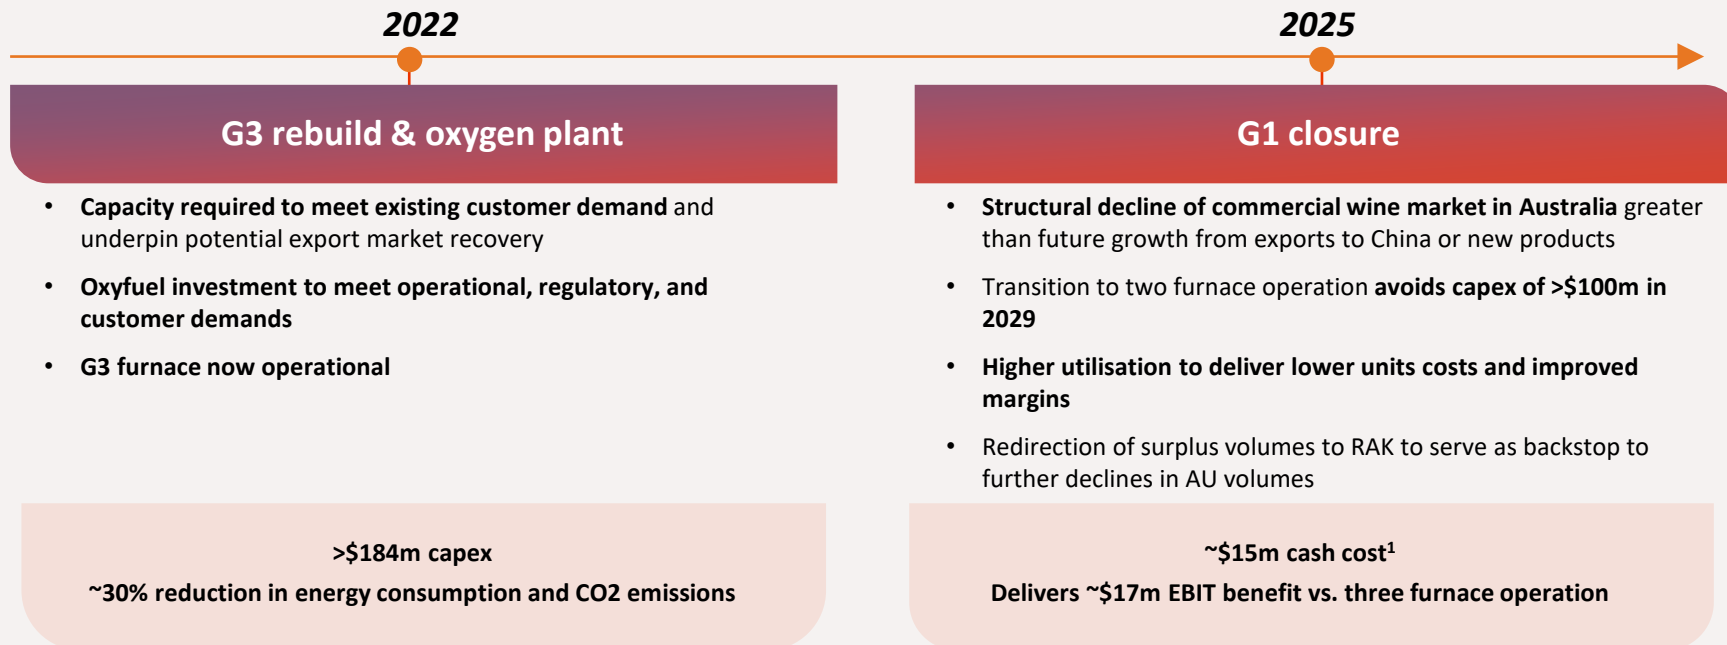 2022
2025
G3 rebuild & oxygen plant
• Capacity required to meet existing customer demand and
underpin potential export market recovery
• Oxyfuel investment to meet operational, regulatory, and
customer demands
• G3 furnace now operational
>$184m capex
~30% reduction in energy consumption and CO2 emissions
G1 closure
• Structural decline of commercial wine market in Australia greater
than future growth from exports to China or new products
• Transition to two furnace operation avoids capex of >$100m in
2029
• Higher utilisation to deliver lower units costs and improved
margins
• Redirection of surplus volumes to RAK to serve as backstop to
further declines in AU volumes
~$15m cash cost¹
Delivers ~$17m EBIT benefit vs. three furnace operation